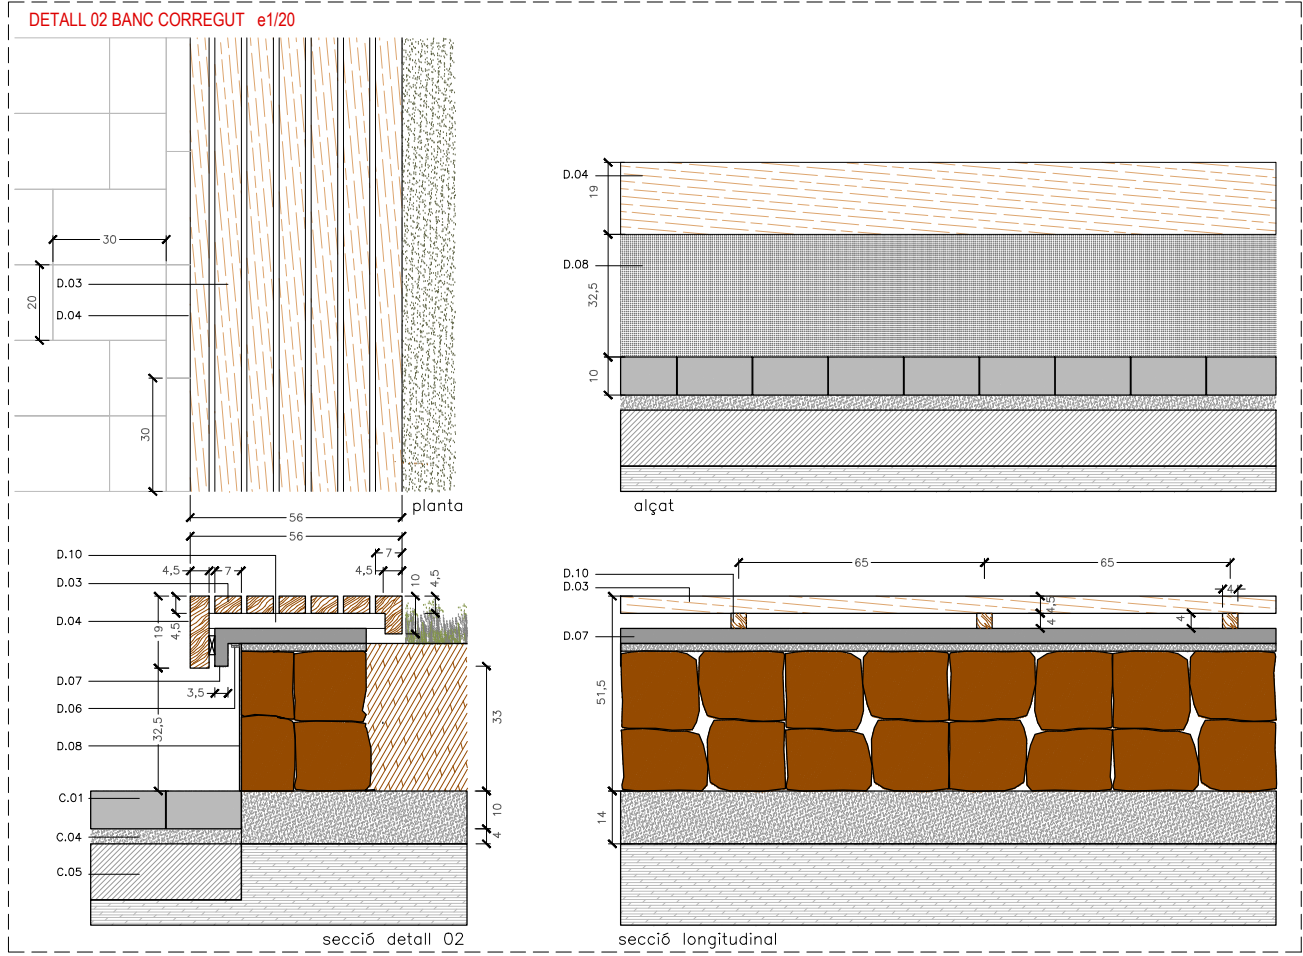 DETALL 02 BANC CORREGUT e1/20
30
D.03
20
D.04
30
56
planta
D.04
19
D.08
32,5
10
alçat
56
D.10
7
4,5
7
4,5
10
4,5
D.03
D.04
4,5
19
D.07
3,5
D.06
32,5
33
D.08
C.01
10
C.04
4
C.05
secció detall 02
65
65
D.10
D.03
4
4,5
4
4
D.07
51,5
14
secció longitudinal